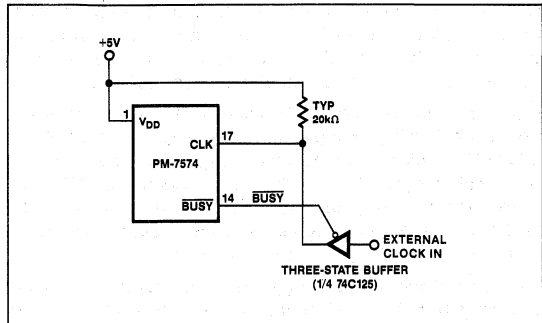 +5V
TYP
20kΩ
1
V_DD
CLK
17
PM-7574
BUSY
14
BUSY
EXTERNAL
CLOCK IN
THREE-STATE BUFFER
(1/4 74C125)